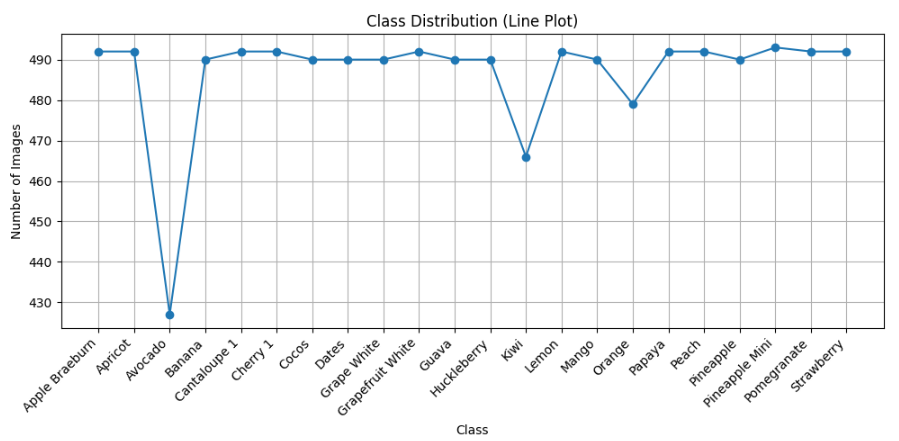 Class Distribution (Line Plot)
Number of Images
490
480
470
460
450
440
430
Apple Braeburn
Apricot
Avocado
Banana
Cantaloupe 1
Cherry 1
Cocos
Dates
Grape White
Grapefruit White
Guava
Huckleberry
Kiwi
Lemon
Mango
Orange
Papaya
Peach
Pineapple
Pineapple Mini
Pomegranate
Strawberry
Class